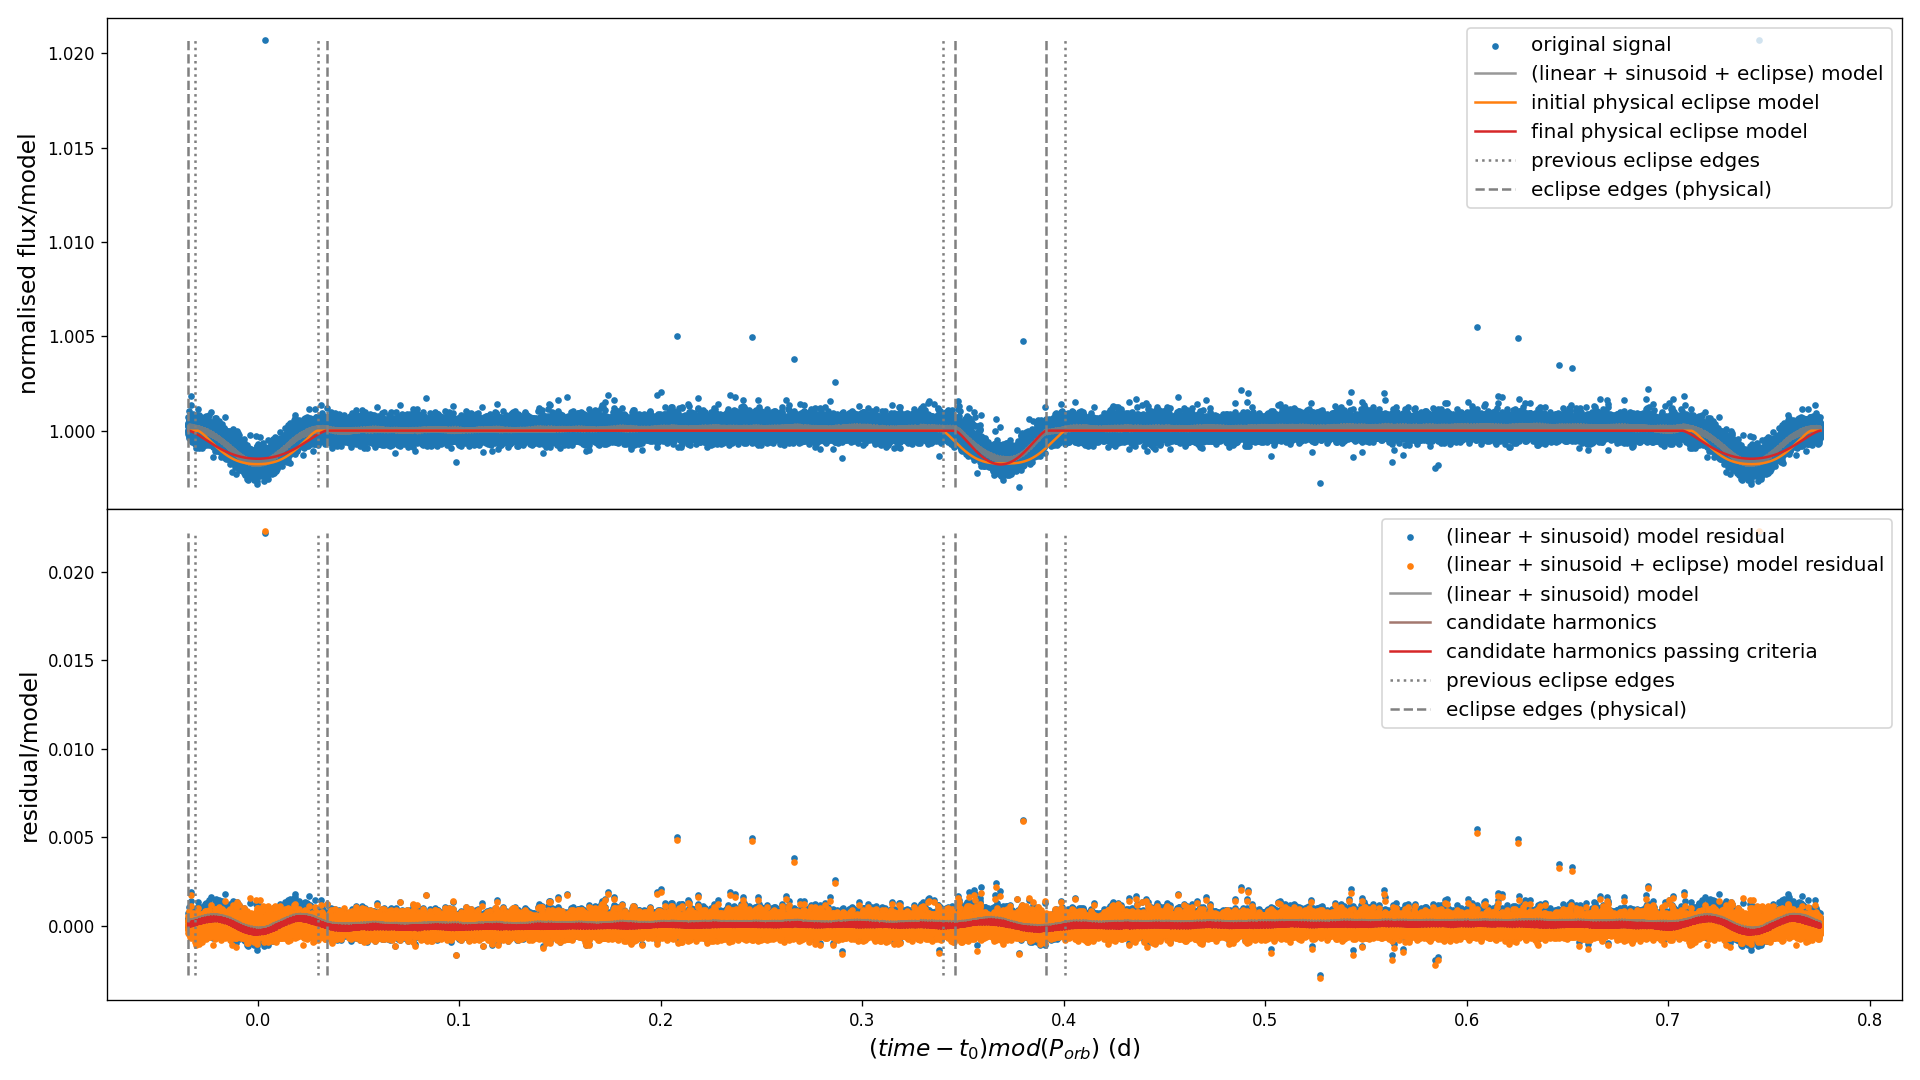 normalised flux/model
1.020
1.015
1.010
1.005
1.000
original signal
(linear + sinusoid + eclipse) model
initial physical eclipse model
final physical eclipse model
previous eclipse edges
eclipse edges (physical)
residual/model
0.020
0.015
0.010
0.005
0.000
(linear + sinusoid) model residual
(linear + sinusoid + eclipse) model residual
(linear + sinusoid) model
candidate harmonics
candidate harmonics passing criteria
previous eclipse edges
eclipse edges (physical)
0.0 0.1 0.2 0.3 0.4 0.5 0.6 0.7 0.8
(time − t₀)mod(Pₒᵣb) (d)